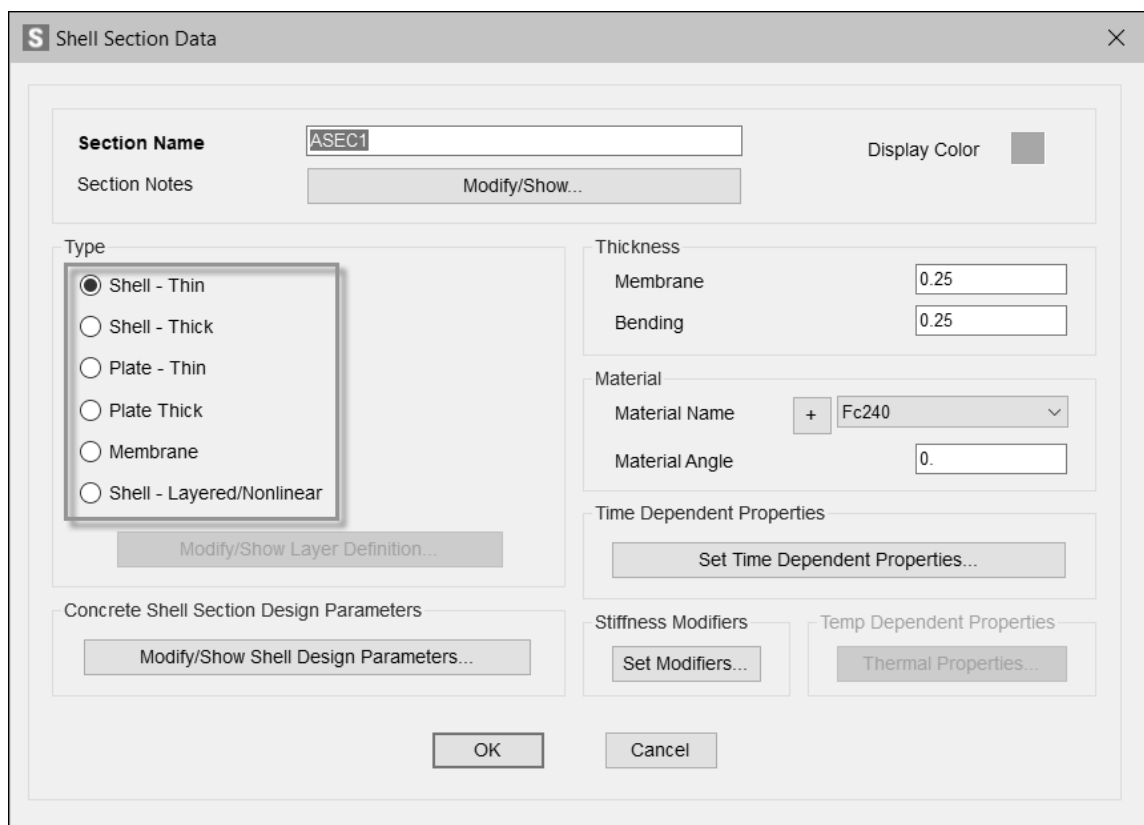 S Shell Section Data
Section Name
ASEC1
Display Color
Section Notes
Modify/Show...
Type
Shell - Thin
Shell - Thick
Plate - Thin
Plate Thick
Membrane
Shell - Layered/Nonlinear
Modify/Show Layer Definition...
Concrete Shell Section Design Parameters
Modify/Show Shell Design Parameters...
Thickness
Membrane
0.25
Bending
0.25
Material
Material Name
+
Fc240
Material Angle
0.
Time Dependent Properties
Set Time Dependent Properties...
Stiffness Modifiers
Set Modifiers...
Temp Dependent Properties
Thermal Properties...
OK
Cancel